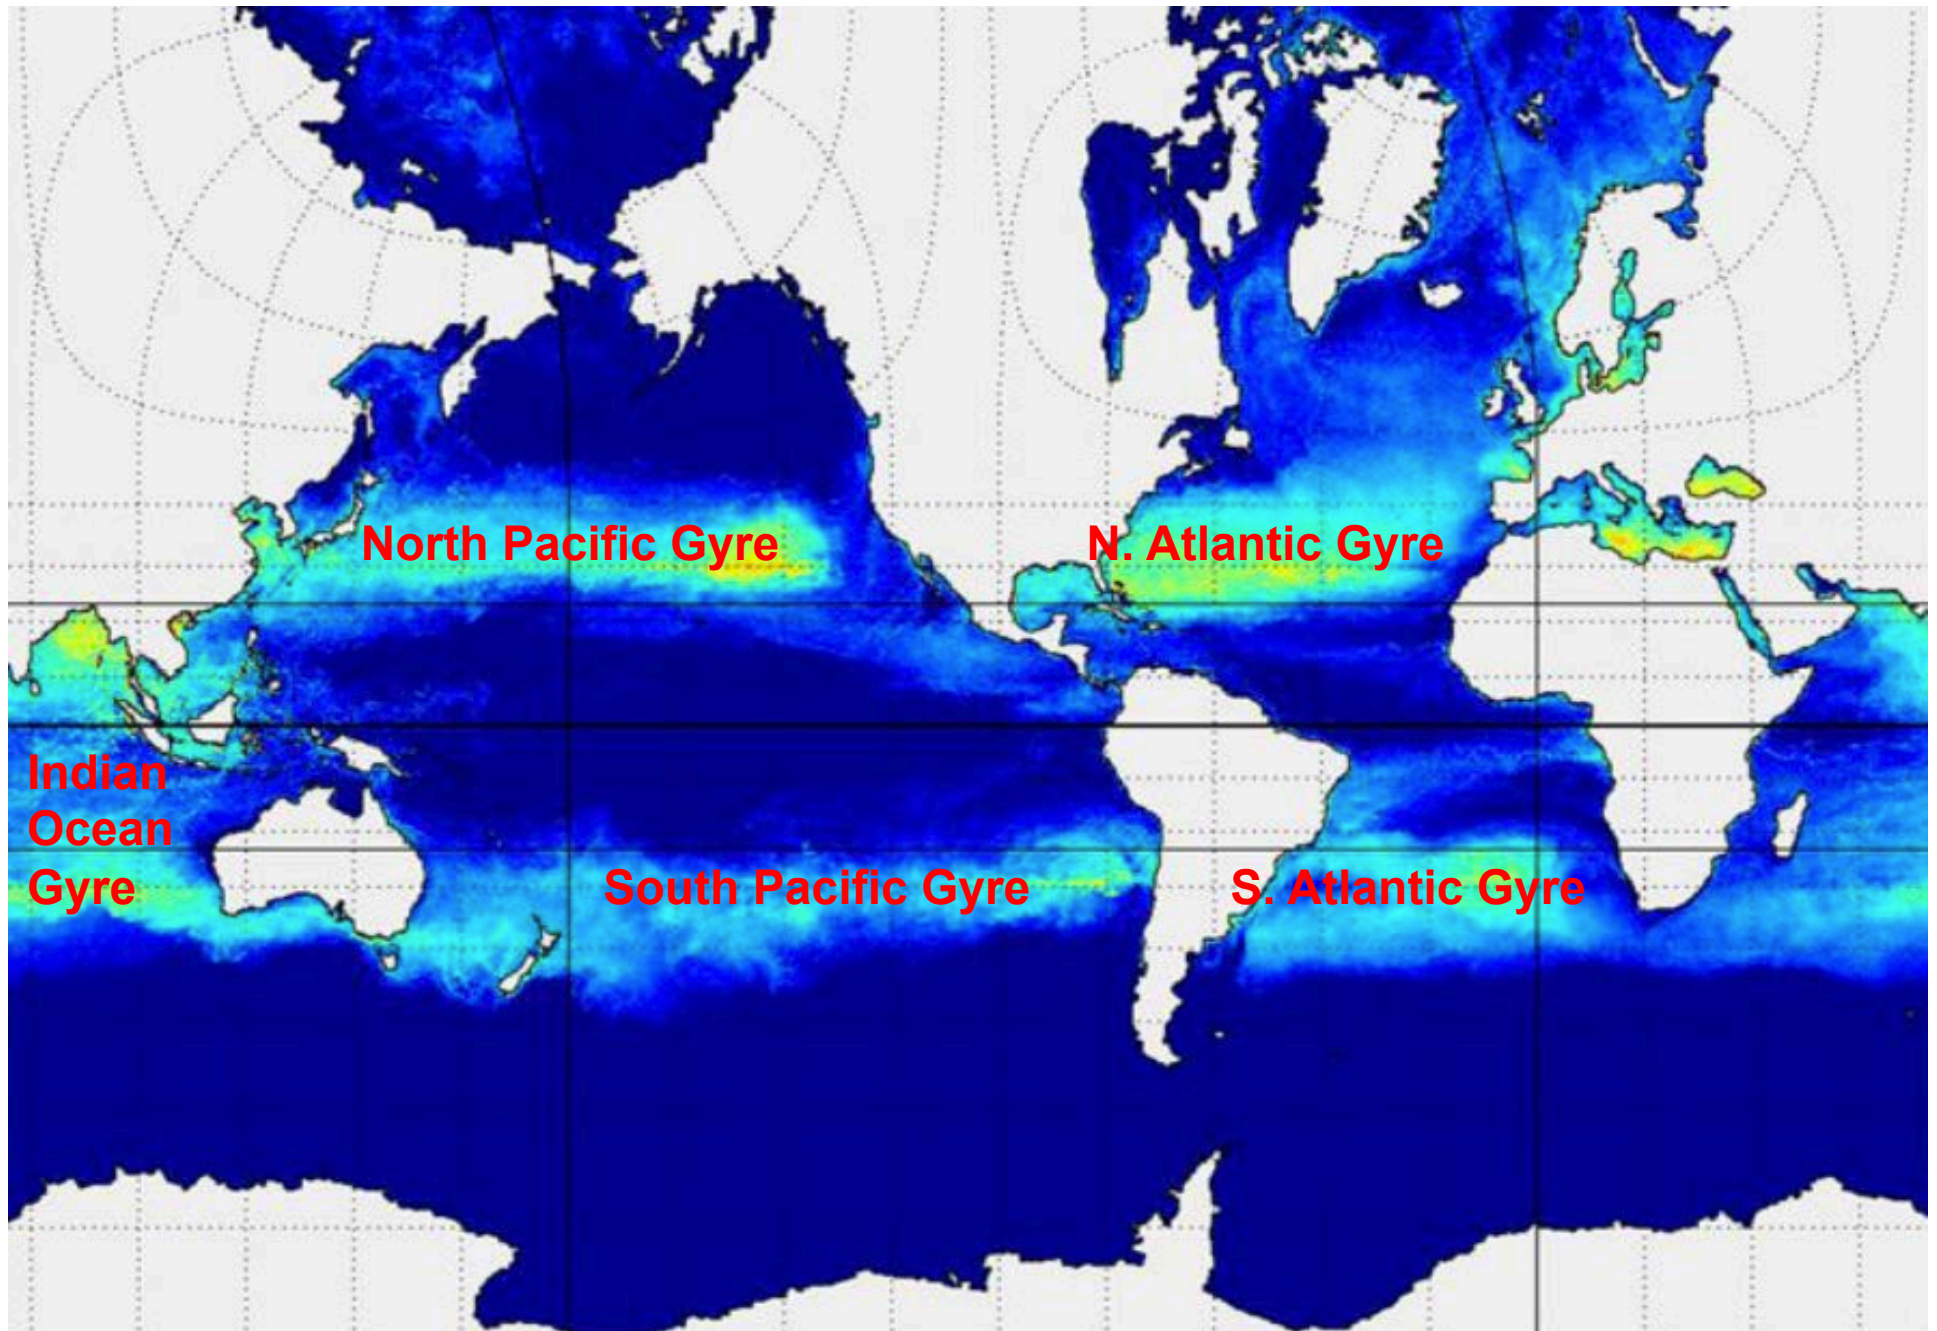 North Pacific Gyre
N. Atlantic Gyre
Indian
Ocean
Gyre
South Pacific Gyre
S. Atlantic Gyre